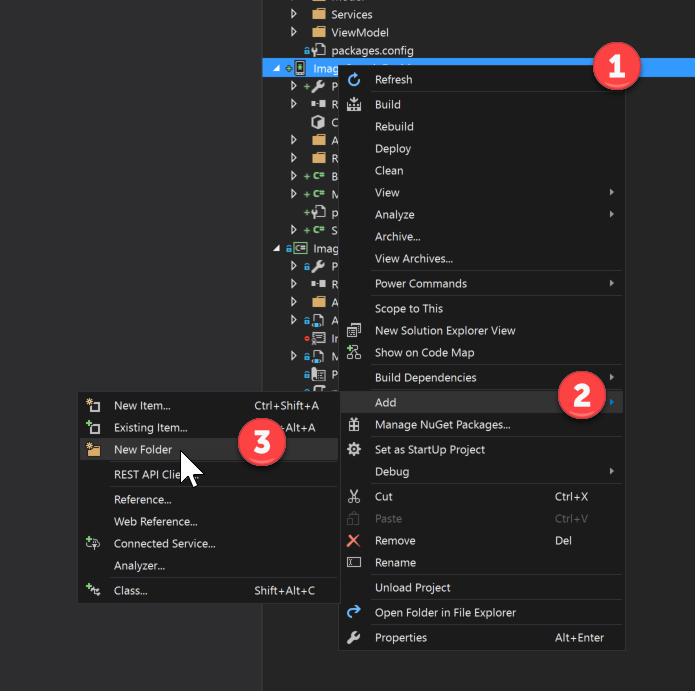 Services
ViewModel
packages.config
1
Refresh
Build
Rebuild
Deploy
Clean
View
Analyze
Archive...
View Archives...
Power Commands
Scope to This
New Solution Explorer View
Show on Code Map
Build Dependencies
Add
2
Manage NuGet Packages...
Set as StartUp Project
Debug
Cut Ctrl+X
Paste Ctrl+V
Remove Del
Rename
Unload Project
Open Folder in File Explorer
Properties Alt+Enter
New Item... Ctrl+Shift+A
Existing Item... Alt+A
New Folder
3
REST API
Reference...
Web Reference...
Connected Service...
Analyzer...
Class... Shift+Alt+C